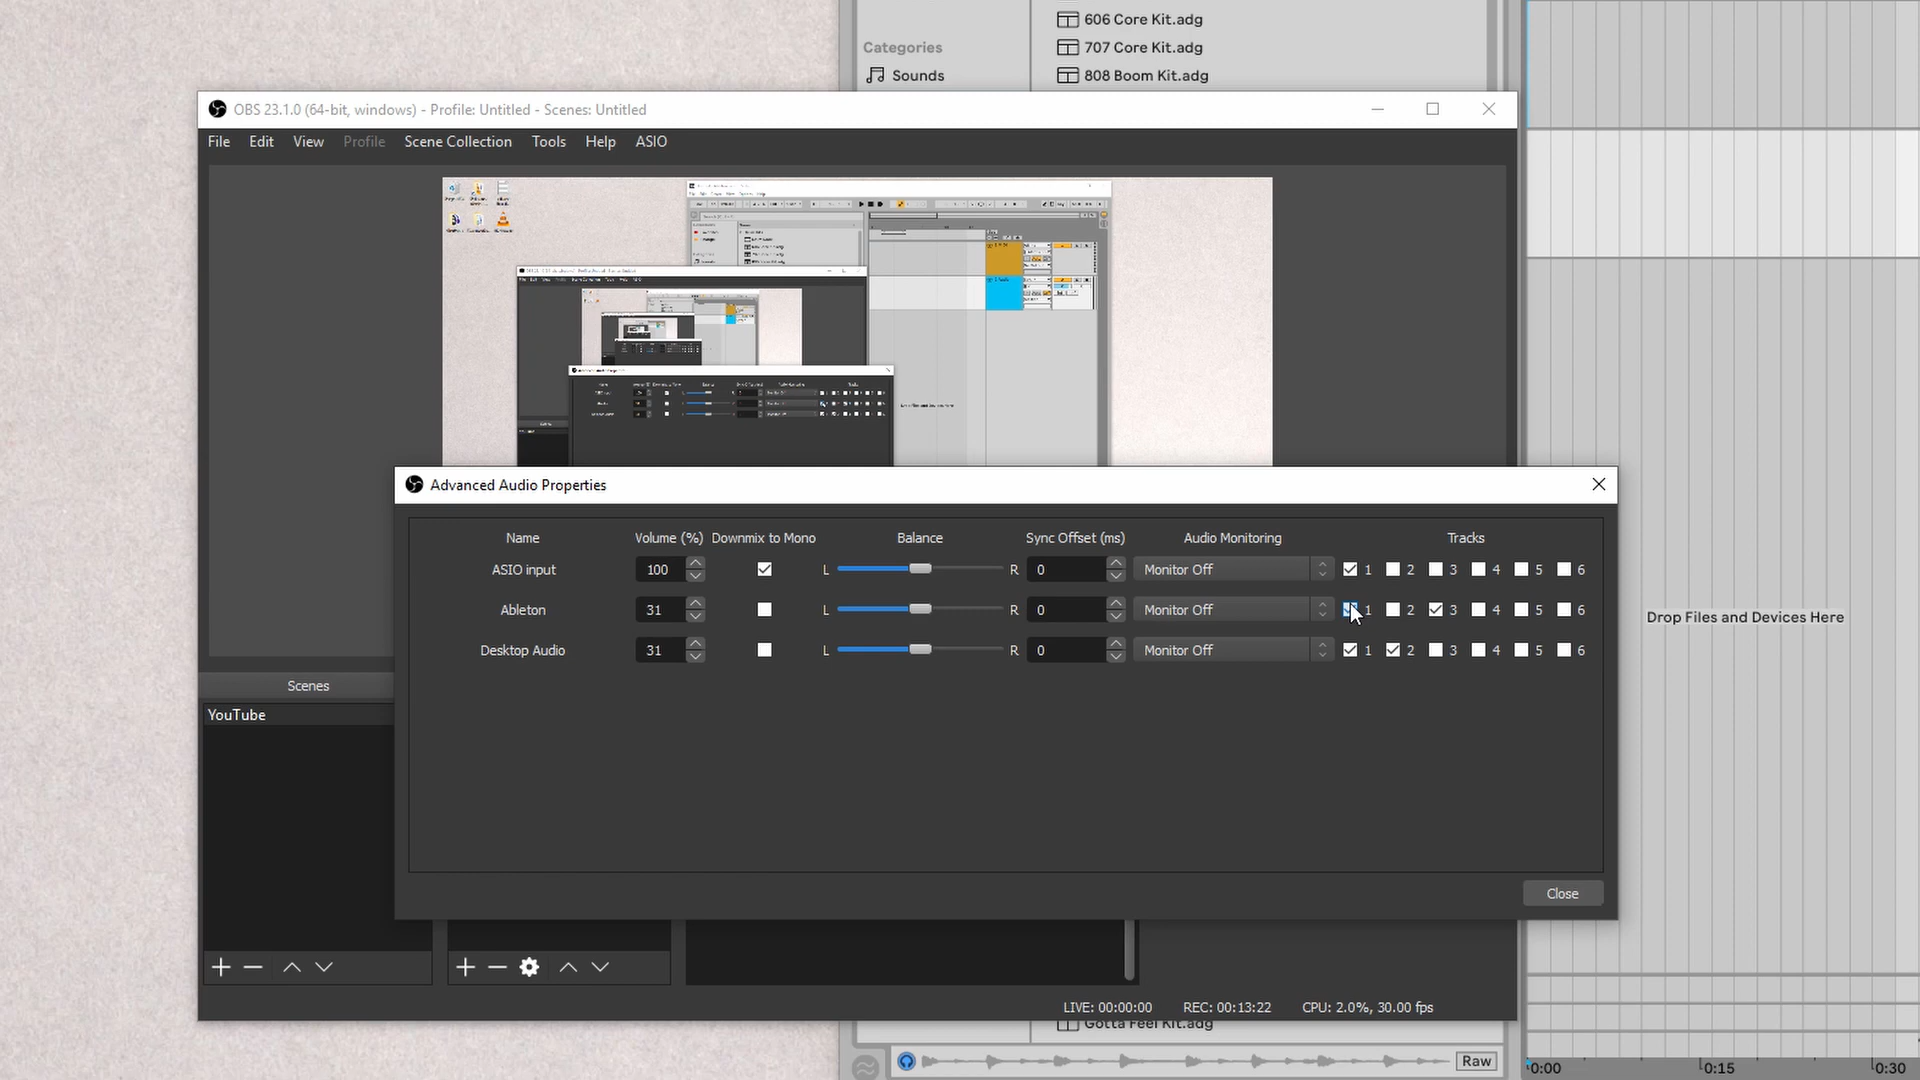 606 Core Kit.adg
Categories
707 Core Kit.adg
Sounds
808 Boom Kit.adg
OBS 23.1.0 (64-bit, windows) - Profile: Untitled - Scenes: Untitled
File Edit View Profile Scene Collection Tools Help ASIO
Advanced Audio Properties
Name Volume (%) Downmix to Mono Balance Sync Offset (ms) Audio Monitoring Tracks
ASIO input 100 L R 0 Monitor Off 1 2 3 4 5 6
Ableton 31 L R 0 Monitor Off 1 2 3 4 5 6
Drop Files and Devices Here
Desktop Audio 31 L R 0 Monitor Off 1 2 3 4 5 6
Scenes
YouTube
Close
LIVE: 00:00:00 REC: 00:13:22 CPU: 2.0%, 30.00 fps
Gotta Feel Kit.adg
Raw
0:00 0:15 0:30